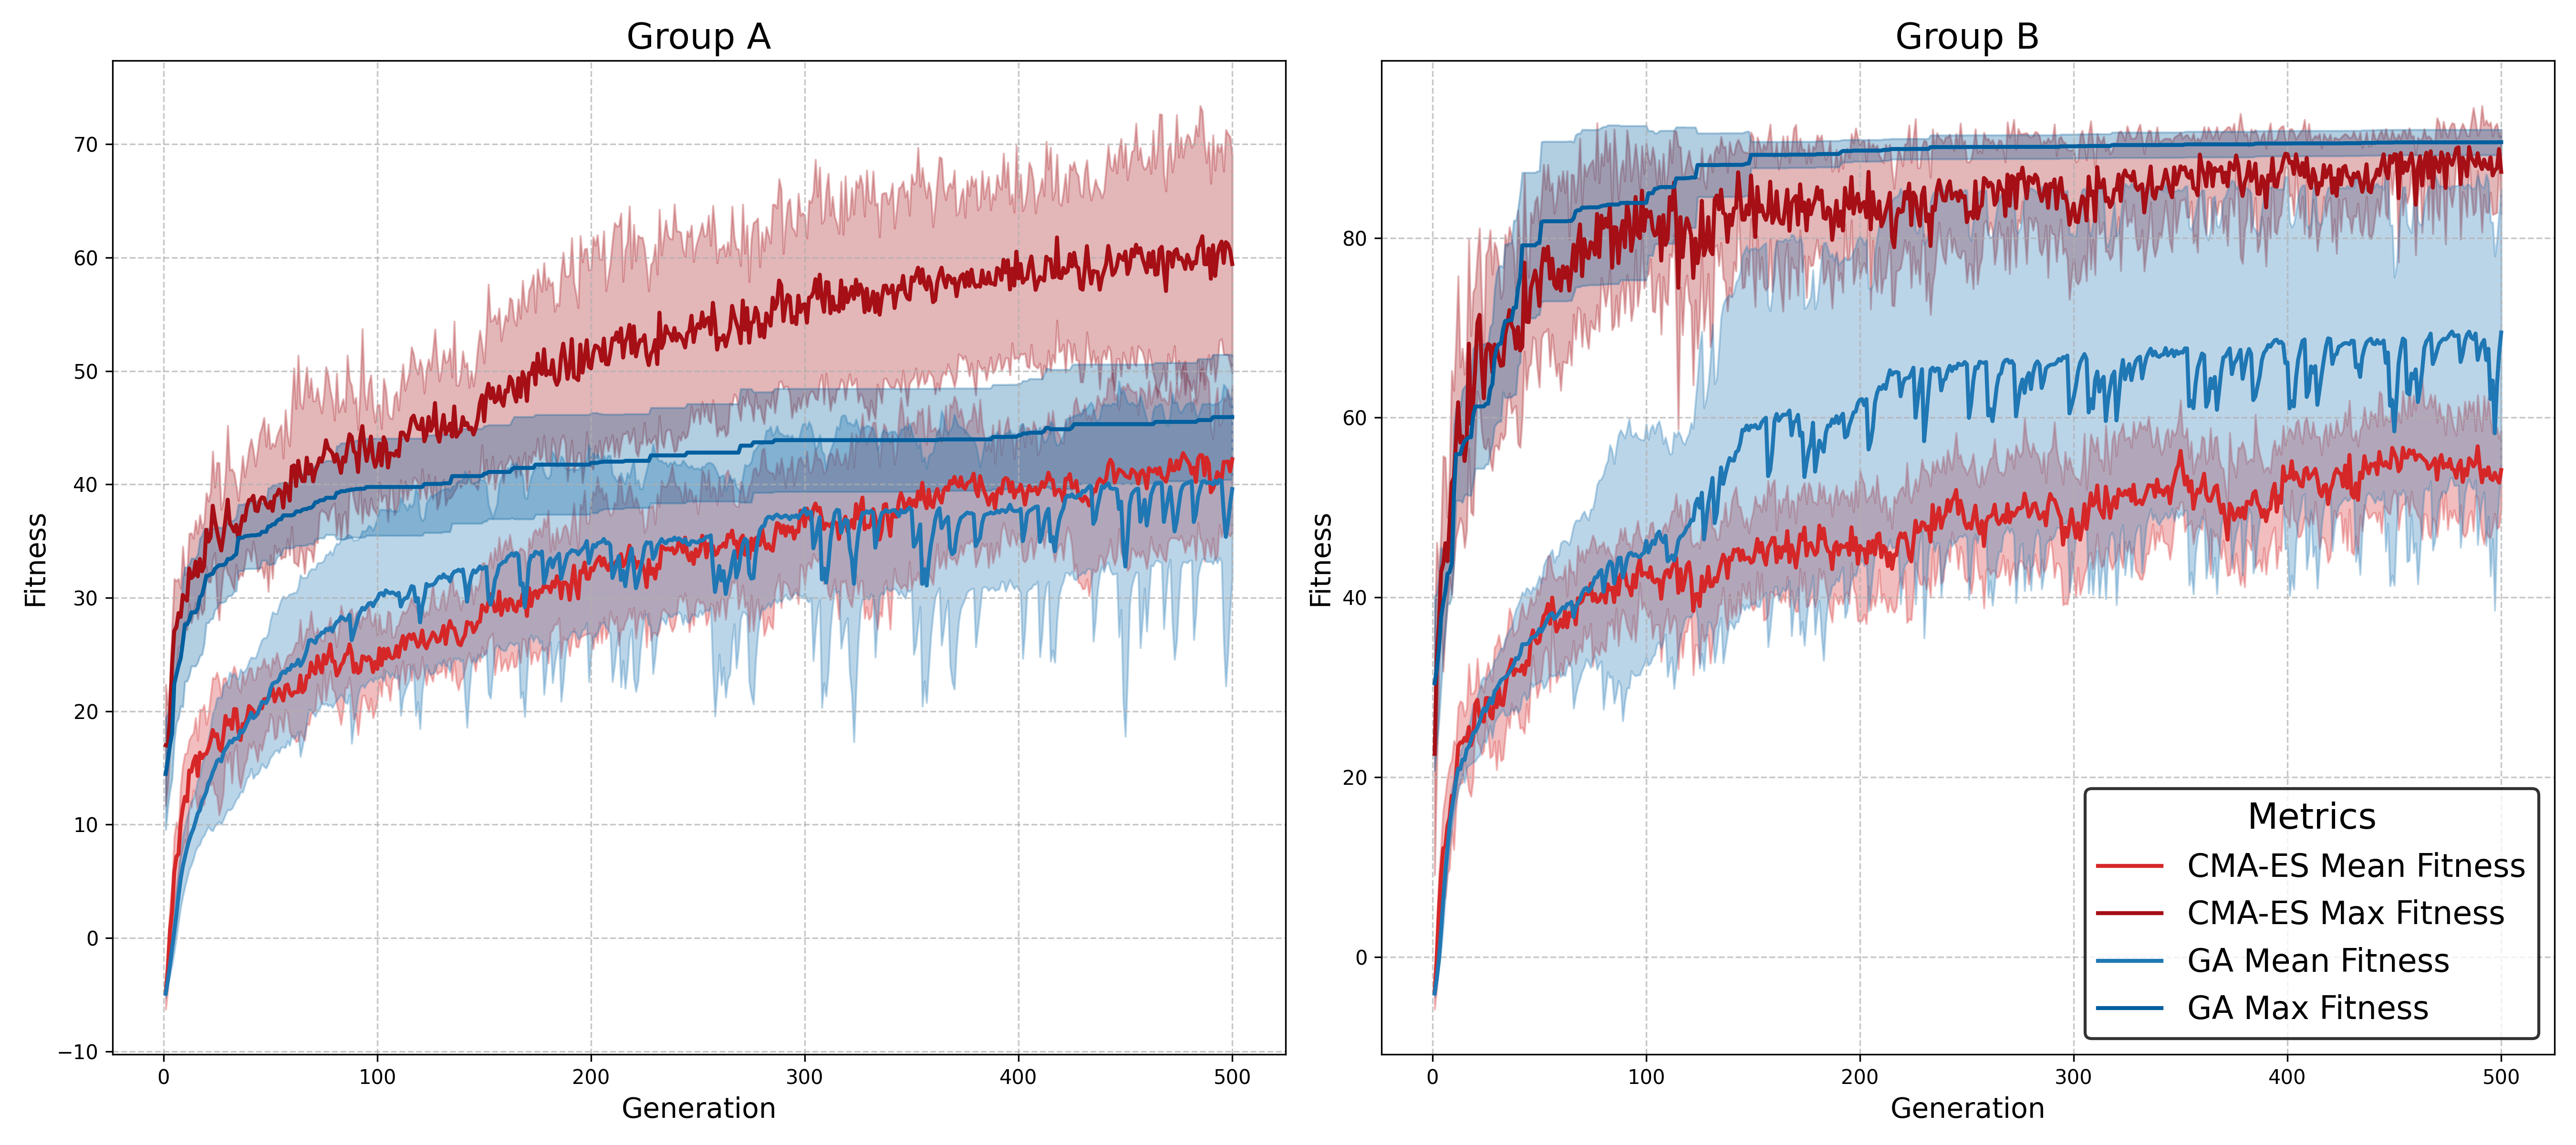 Group A
Fitness
70
60
50
40
30
20
10
0
−10
0 100 200 300 400 500
Generation
Group B
Fitness
80
60
40
20
0
0 100 200 300 400 500
Generation
Metrics
CMA-ES Mean Fitness
CMA-ES Max Fitness
GA Mean Fitness
GA Max Fitness